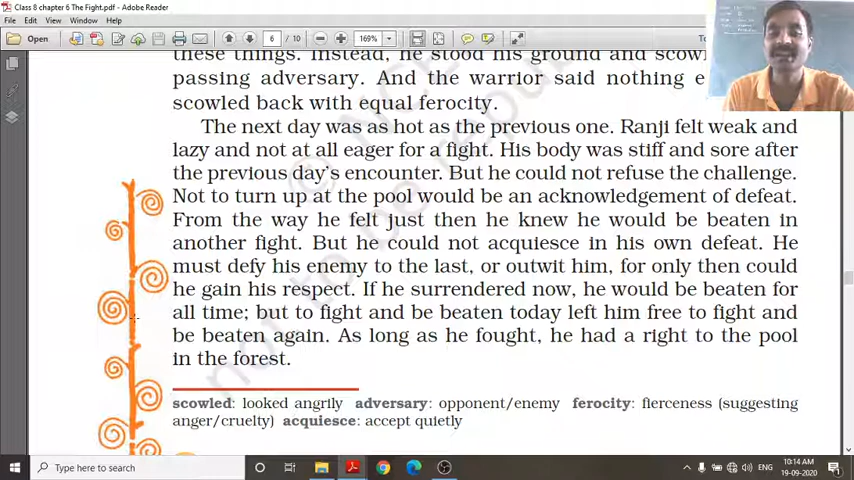 Class 8 chapter 6 The Fight.pdf - Adobe Reader
File Edit View Window Help
Open 6 / 10 169%
these things. Instead, he stood his ground and scow
passing adversary. And the warrior said nothing e
scowled back with equal ferocity.
The next day was as hot as the previous one. Ranji felt weak and
lazy and not at all eager for a fight. His body was stiff and sore after
the previous day's encounter. But he could not refuse the challenge.
Not to turn up at the pool would be an acknowledgement of defeat.
From the way he felt just then he knew he would be beaten in
another fight. But he could not acquiesce in his own defeat. He
must defy his enemy to the last, or outwit him, for only then could
he gain his respect. If he surrendered now, he would be beaten for
all time; but to fight and be beaten today left him free to fight and
be beaten again. As long as he fought, he had a right to the pool
in the forest.
scowled: looked angrily adversary: opponent/enemy ferocity: fierceness (suggesting
anger/cruelty) acquiesce: accept quietly
© NCE
not to be republ
Type here to search
ENG
10:14 AM
19-09-2020